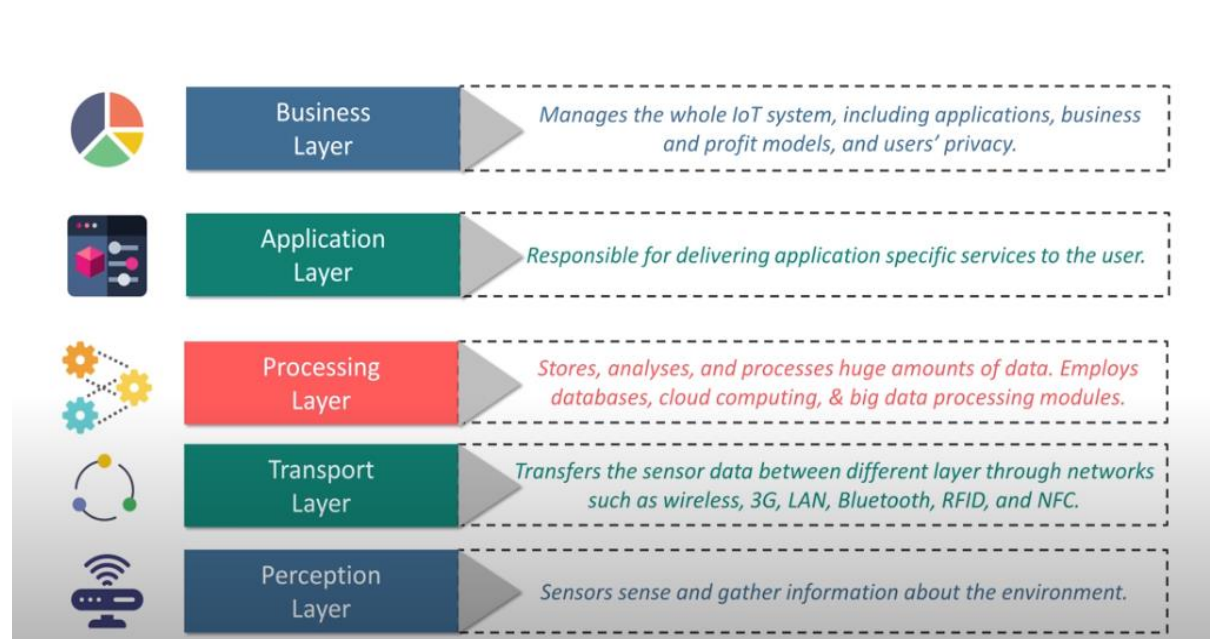 Business
Layer
Manages the whole IoT system, including applications, business
and profit models, and users’ privacy.
Application
Layer
Responsible for delivering application specific services to the user.
Processing
Layer
Stores, analyses, and processes huge amounts of data. Employs
databases, cloud computing, & big data processing modules.
Transport
Layer
Transfers the sensor data between different layer through networks
such as wireless, 3G, LAN, Bluetooth, RFID, and NFC.
Perception
Layer
Sensors sense and gather information about the environment.